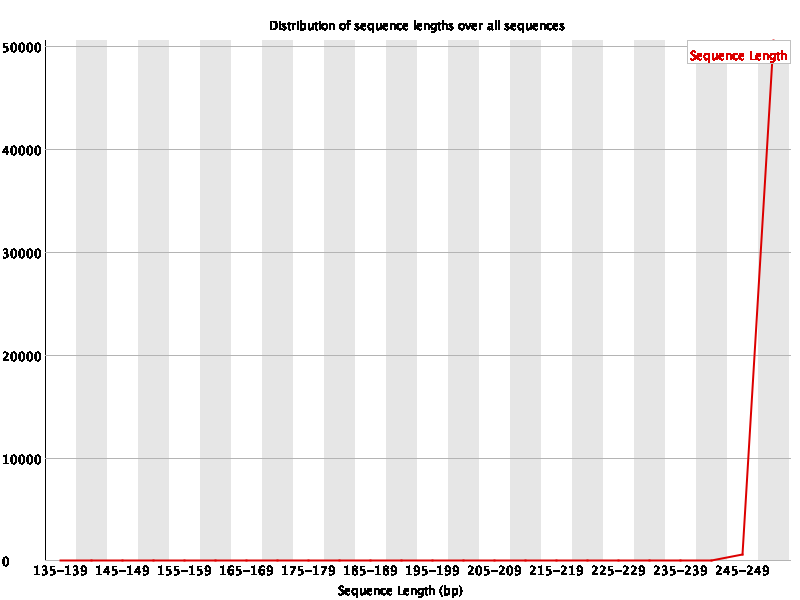 Distribution of sequence lengths over all sequences
50000
Sequence Length
40000
30000
20000
10000
0
135-139 145-149 155-159 165-169 175-179 185-189 195-199 205-209 215-219 225-229 235-239 245-249
Sequence Length (bp)